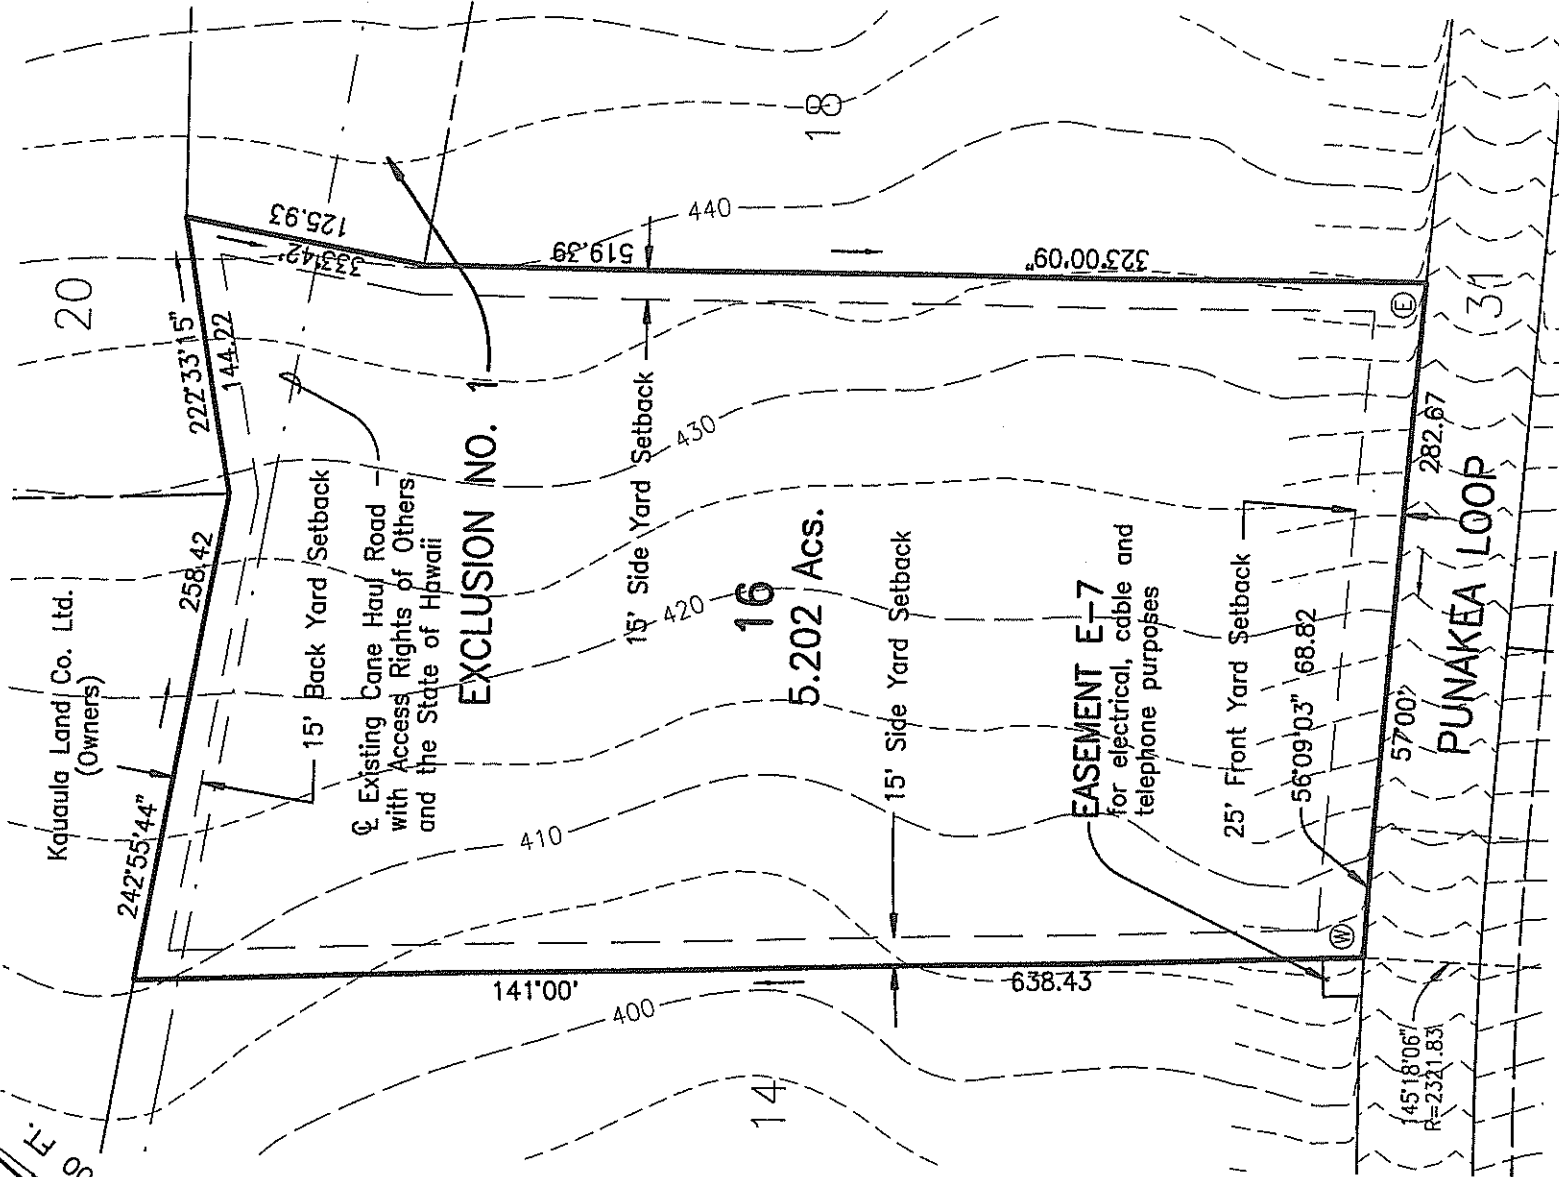 20
Kauaula Land Co. Ltd.
(Owners)
242°55'44"
258.42
222°33'15"
144.22
333°42'
125.93
15' Back Yard Setback
℄ Existing Cane Haul Road
with Access Rights of Others
and the State of Hawaii
EXCLUSION NO. 1
519.39
323°00'09"
15' Side Yard Setback
440
430
420
410
400
18
16
5.202 Acs.
15' Side Yard Setback
141°00'
638.43
14
EASEMENT E-7
for electrical, cable and
telephone purposes
25' Front Yard Setback
56°09'03" 68.82
57°00'
282.67
W
E
31
PUNAKEA LOOP
145°18'06"
R=2321.83
00 FT.